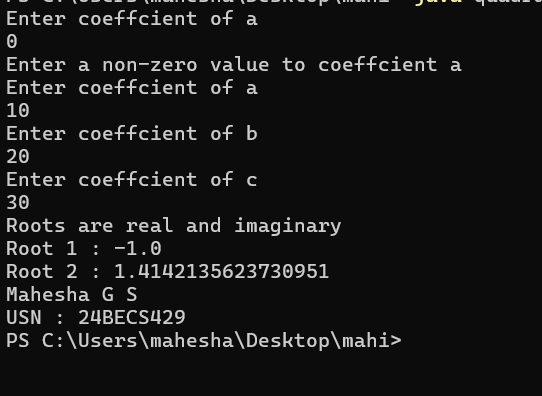 PS C:\Users\mahesha\Desktop\mahi> java
Enter coeffcient of a
0
Enter a non-zero value to coeffcient a
Enter coeffcient of a
10
Enter coeffcient of b
20
Enter coeffcient of c
30
Roots are real and imaginary
Root 1 : -1.0
Root 2 : 1.4142135623730951
Mahesha G S
USN : 24BECS429
PS C:\Users\mahesha\Desktop\mahi>